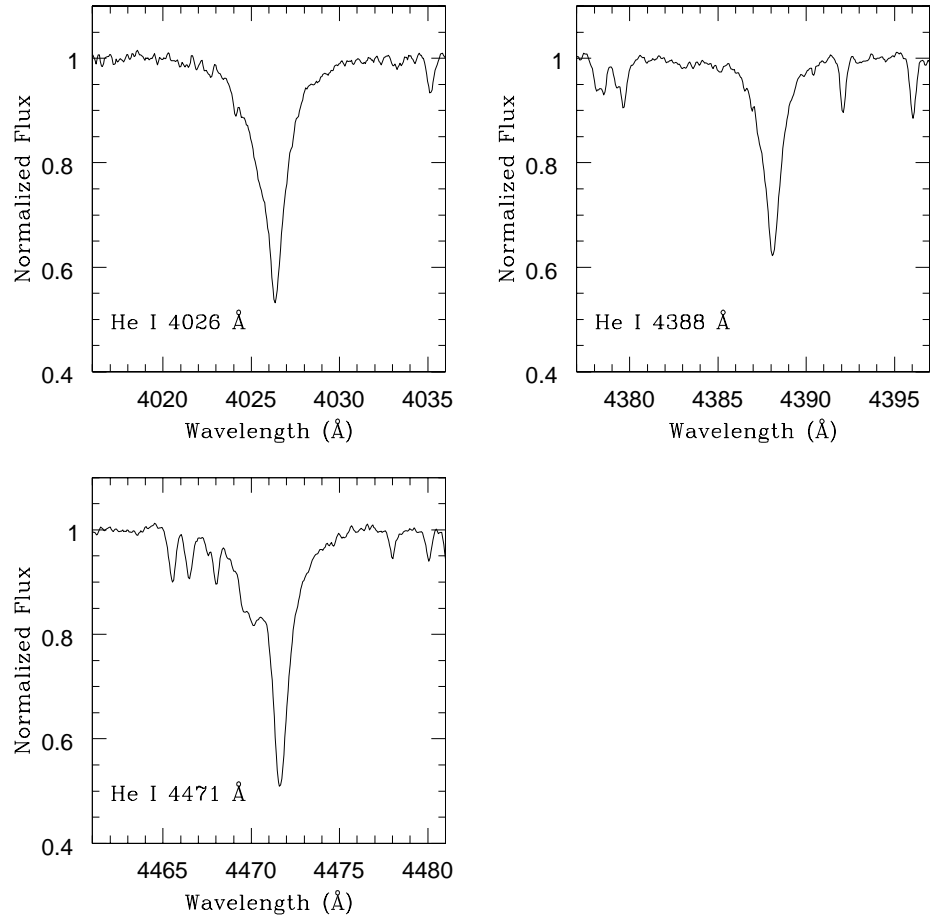 1
0.8
0.6
0.4
Normalized Flux
He I 4026 Å
4020 4025 4030 4035
Wavelength (Å)
1
0.8
0.6
0.4
Normalized Flux
He I 4388 Å
4380 4385 4390 4395
Wavelength (Å)
1
0.8
0.6
0.4
Normalized Flux
He I 4471 Å
4465 4470 4475 4480
Wavelength (Å)